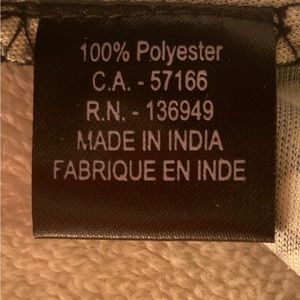 100% Polyester
C.A. - 57166
R.N. - 136949
MADE IN INDIA
FABRIQUE EN INDE